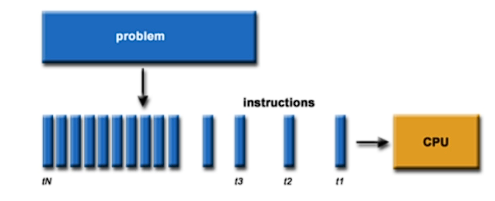 problem
instructions
CPU
tN
t3
t2
t1